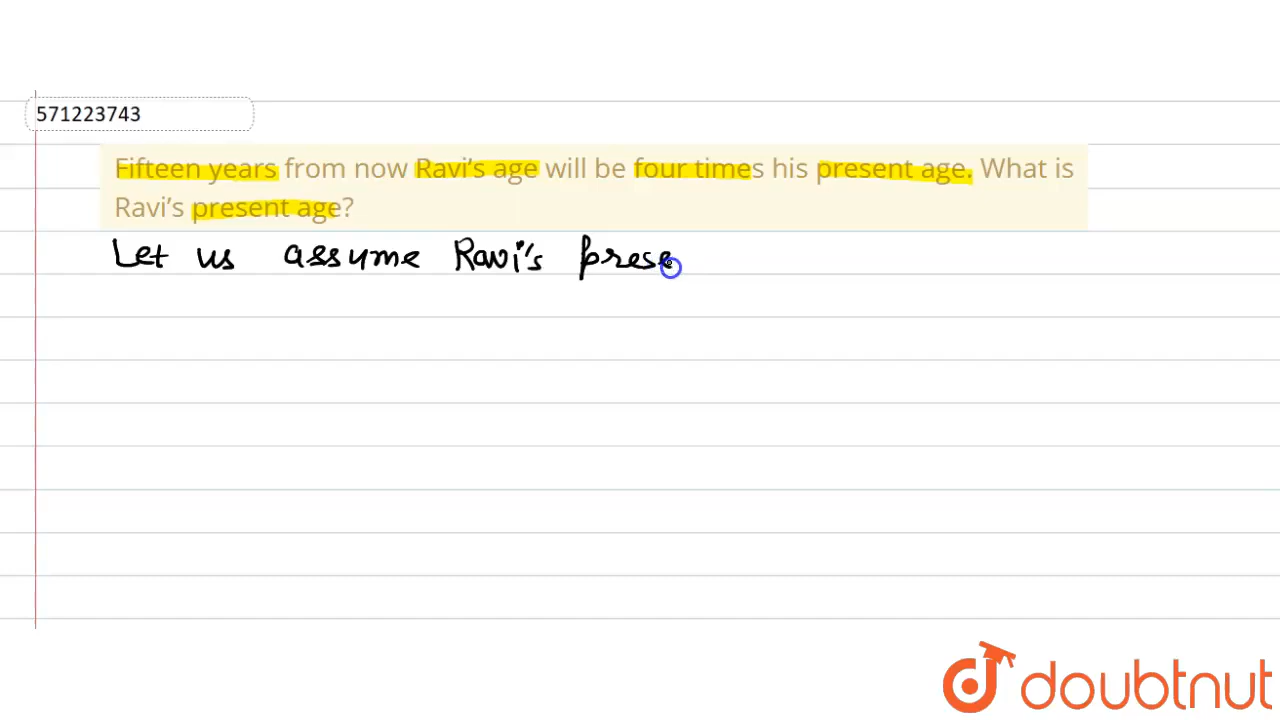 571223743
Fifteen years from now Ravi's age will be four times his present age. What is
Ravi's present age?
Let us assume Ravi's prese
doubtnut